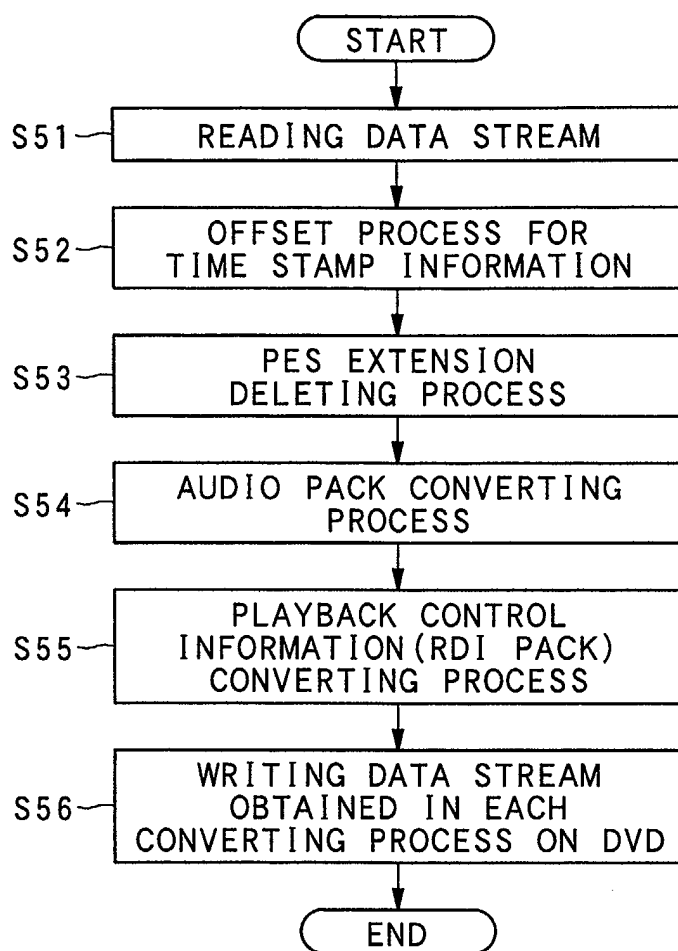 START
S51 READING DATA STREAM
S52 OFFSET PROCESS FOR
TIME STAMP INFORMATION
S53 PES EXTENSION
DELETING PROCESS
S54 AUDIO PACK CONVERTING
PROCESS
S55 PLAYBACK CONTROL
INFORMATION(RDI PACK)
CONVERTING PROCESS
S56 WRITING DATA STREAM
OBTAINED IN EACH
CONVERTING PROCESS ON DVD
END